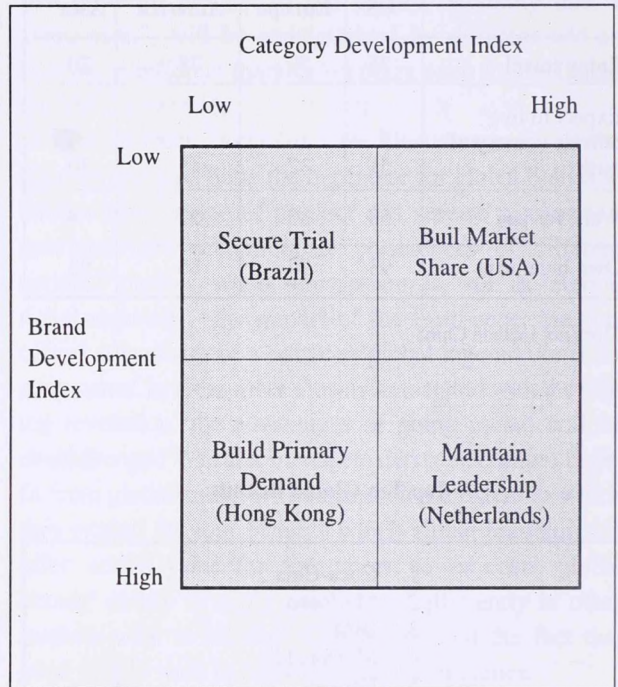 Category Development Index
Low High
Low
Secure Trial
(Brazil)
Buil Market
Share (USA)
Brand
Development
Index
Build Primary
Demand
(Hong Kong)
Maintain
Leadership
(Netherlands)
High